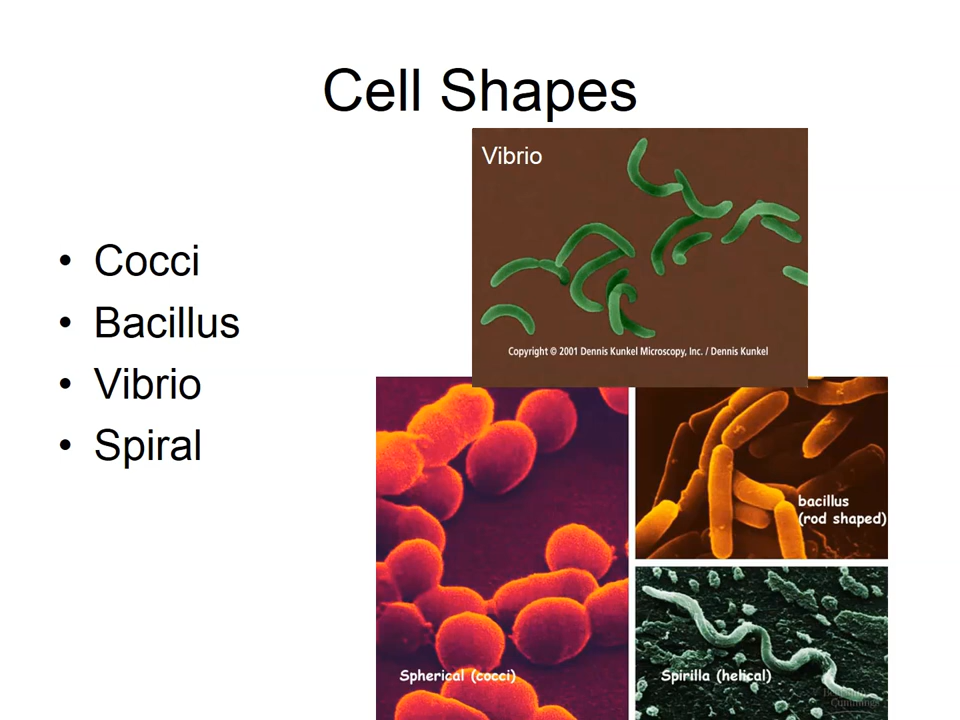 Cell Shapes
• Cocci
• Bacillus
• Vibrio
• Spiral
Vibrio
Copyright © 2001 Dennis Kunkel Microscopy, Inc. / Dennis Kunkel
bacillus
(rod shaped)
Spherical (cocci)
Spirilla (helical)
Cummings